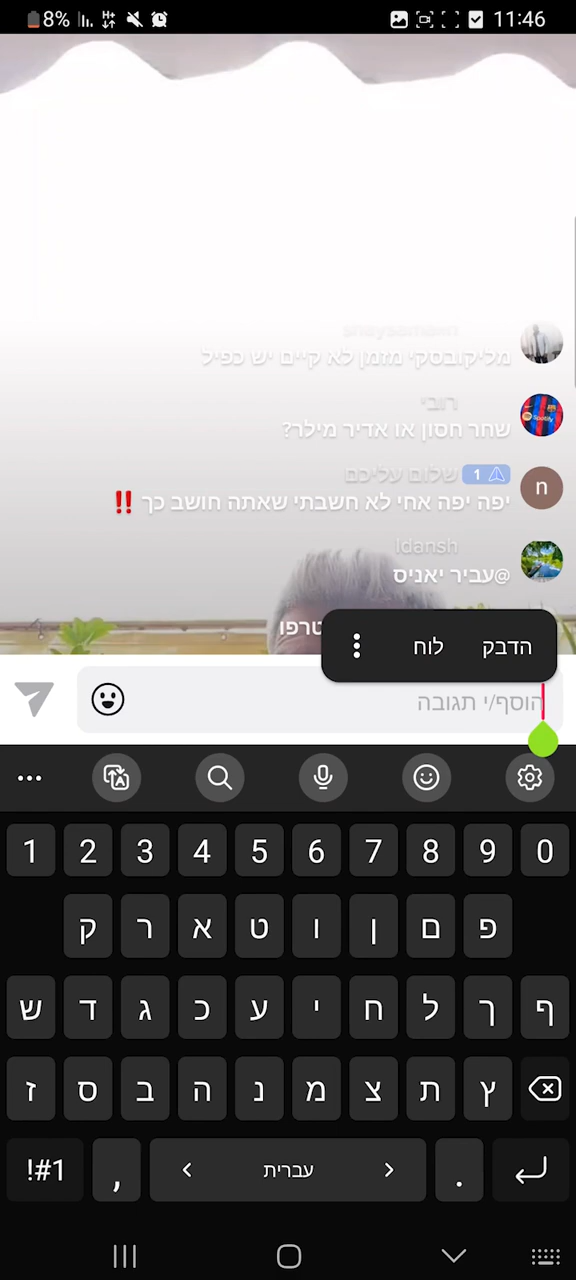 8%
11:46
מליקובסקי מזמן לא קיים יש כפיל
רובי
שחר חסון או אדיר מילר?
1 שלום עליכם
יפה יפה אחי לא חשבתי שאתה חושב כך ‼️
Idansh
@עביר יאניס
טרפו
הדבק
לוח
הוסף/י תגובה
1 2 3 4 5 6 7 8 9 0
ק ר א ט ו ן ם פ
ש ד ג כ ע י ח ל ך ף
ז ס ב ה נ מ צ ת ץ
!#1 , < עברית > .